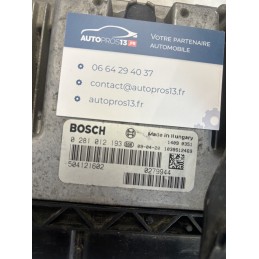 AUTOPROS13.FR
VOTRE PARTENAIRE
AUTOMOBILE
06 64 29 40 37
contact@autopros13.fr
autopros13.fr
BOSCH
Made in Hungary
0 281 012 193
504121602
0279944